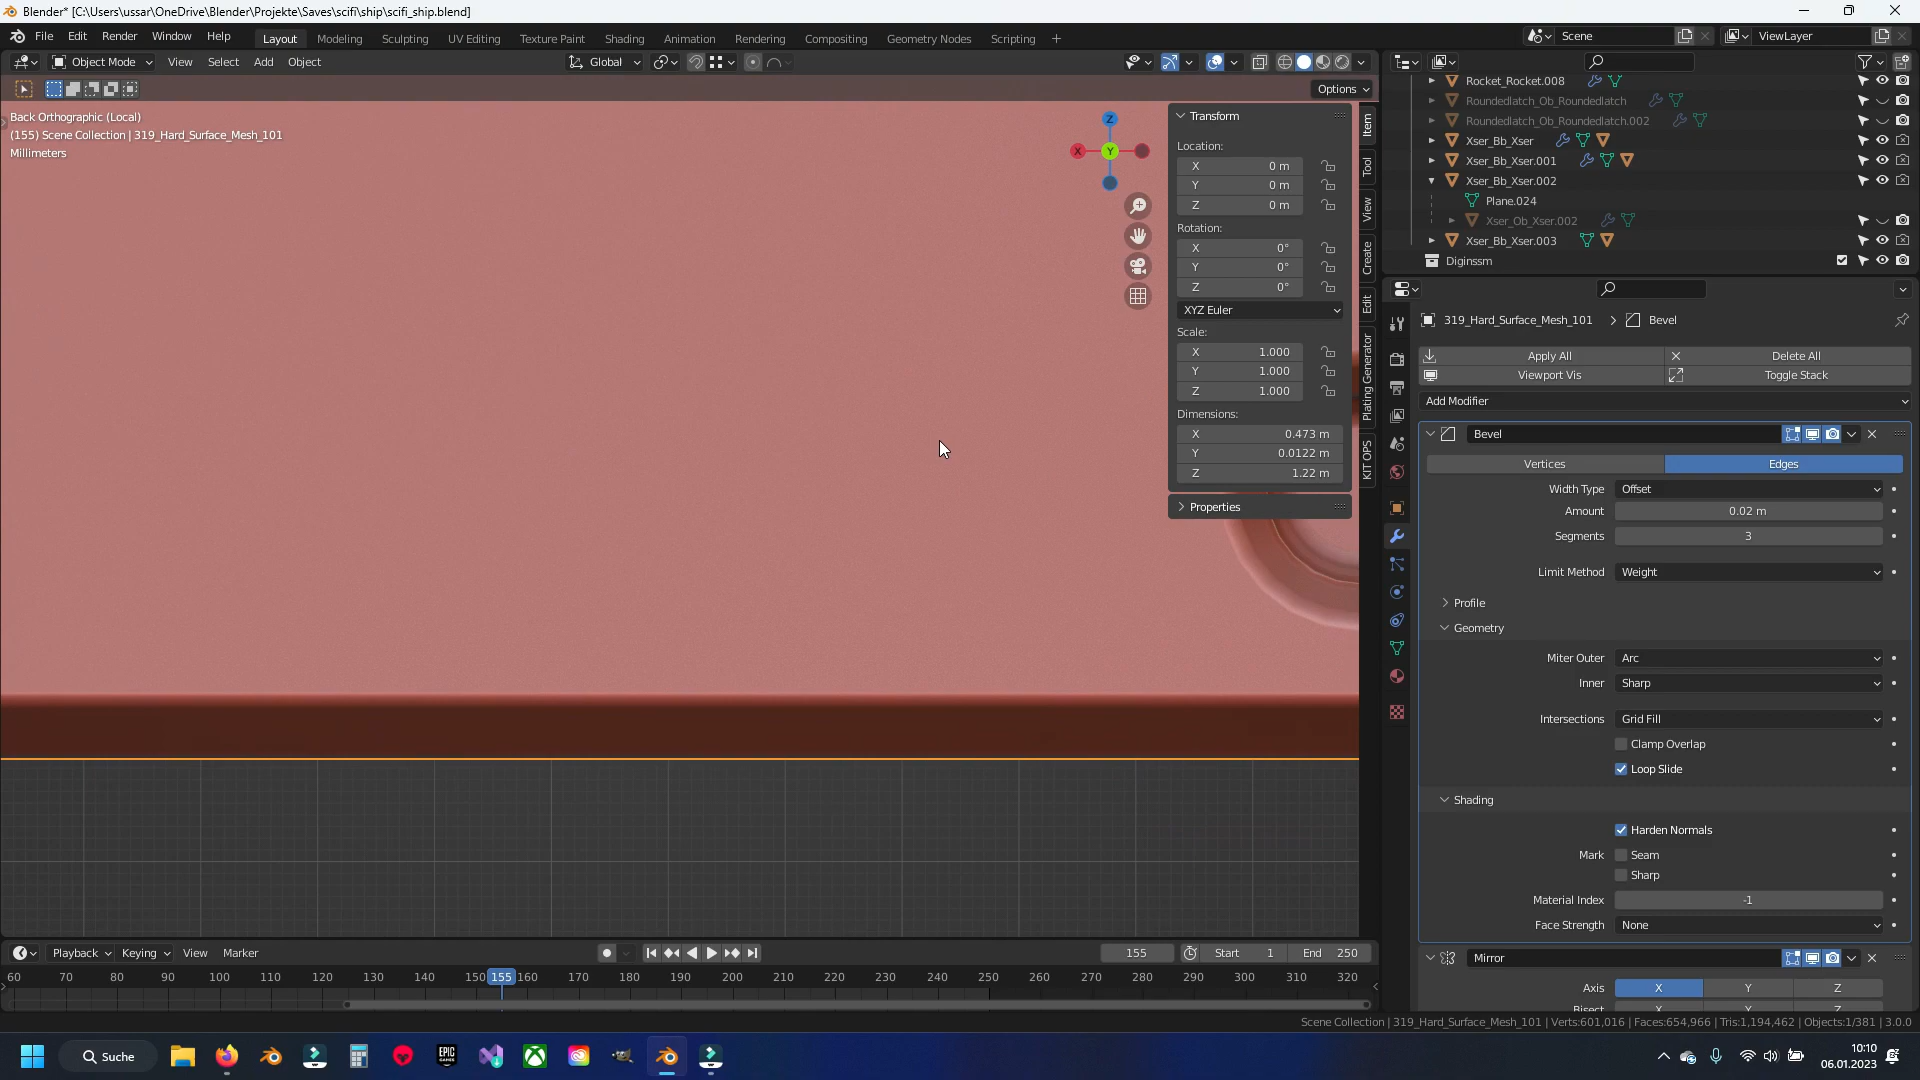 Blender* [C:\Users\ussar\OneDrive\Blender\Projekte\Saves\scifi\ship\scifi_ship.blend]
File Edit Render Window Help
Layout Modeling Sculpting UV Editing Texture Paint Shading Animation Rendering Compositing Geometry Nodes Scripting +
Scene
ViewLayer
Object Mode View Select Add Object
Global
Options
Back Orthographic (Local)
(155) Scene Collection | 319_Hard_Surface_Mesh_101
Millimeters
Z
X
Y
Transform
Location:
X 0 m
Y 0 m
Z 0 m
Rotation:
X 0°
Y 0°
Z 0°
XYZ Euler
Scale:
X 1.000
Y 1.000
Z 1.000
Dimensions:
X 0.473 m
Y 0.0122 m
Z 1.22 m
Properties
Item
Tool
View
Create
Edit
Plating Generator
KIT OPS
Rocket_Rocket.008
Roundedlatch_Ob_Roundedlatch
Roundedlatch_Ob_Roundedlatch.002
Xser_Bb_Xser
Xser_Bb_Xser.001
Xser_Bb_Xser.002
Plane.024
Xser_Ob_Xser.002
Xser_Bb_Xser.003
Diginssm
319_Hard_Surface_Mesh_101 > Bevel
Apply All Delete All
Viewport Vis Toggle Stack
Add Modifier
Bevel
Vertices Edges
Width Type Offset
Amount 0.02 m
Segments 3
Limit Method Weight
Profile
Geometry
Miter Outer Arc
Inner Sharp
Intersections Grid Fill
Clamp Overlap
Loop Slide
Shading
Harden Normals
Mark Seam
Sharp
Material Index -1
Face Strength None
Mirror
Axis X Y Z
Bisect X Y Z
Playback Keying View Marker
155 Start 1 End 250
60 70 80 90 100 110 120 130 140 150 155 160 170 180 190 200 210 220 230 240 250 260 270 280 290 300 310 320
Scene Collection | 319_Hard_Surface_Mesh_101 | Verts:601,016 | Faces:654,966 | Tris:1,194,462 | Objects:1/381 | 3.0.0
Suche
EPIC GAMES
10:10
06.01.2023